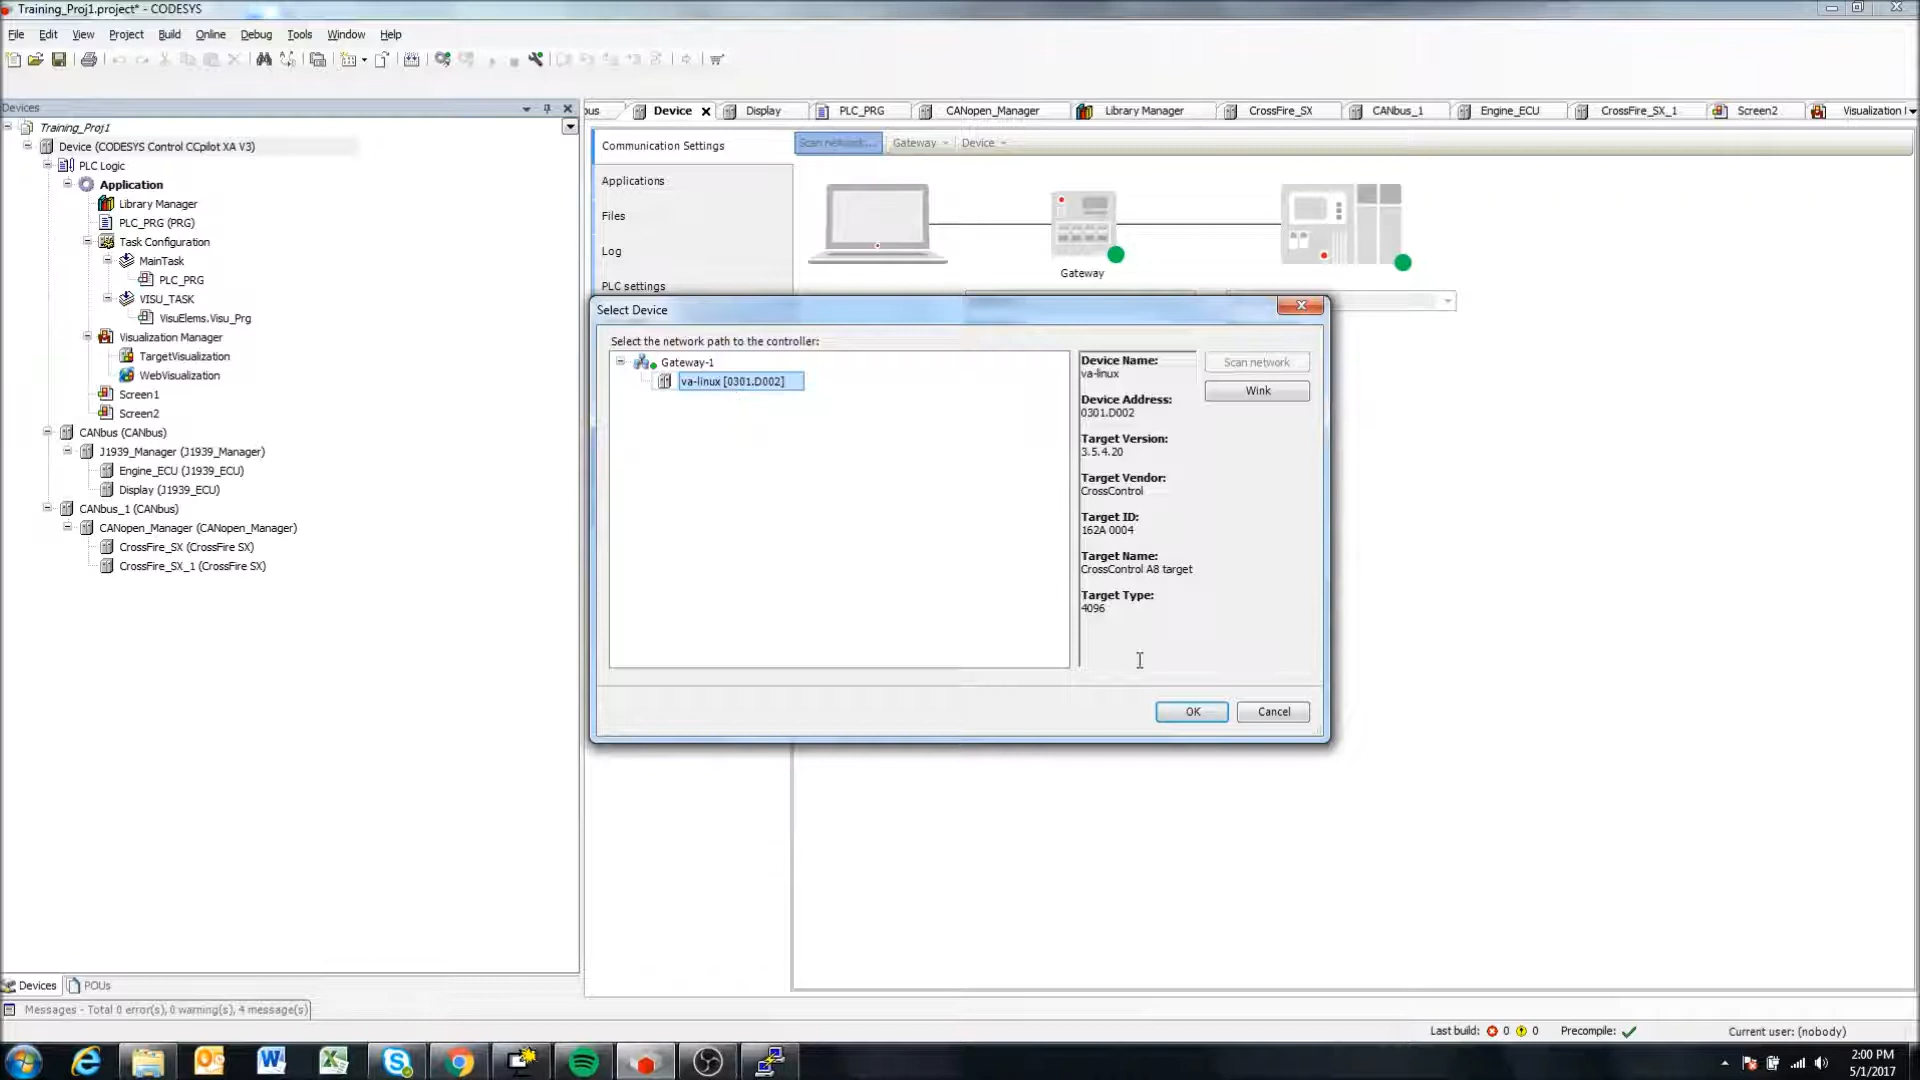 Training_Proj1.project* - CODESYS
File Edit View Project Build Online Debug Tools Window Help
Devices
Training_Proj1
Device (CODESYS Control CCpilot XA V3)
PLC Logic
Application
Library Manager
PLC_PRG (PRG)
Task Configuration
MainTask
PLC_PRG
VISU_TASK
VisuElems.Visu_Prg
Visualization Manager
TargetVisualization
WebVisualization
Screen1
Screen2
CANbus (CANbus)
J1939_Manager (J1939_Manager)
Engine_ECU (J1939_ECU)
Display (J1939_ECU)
CANbus_1 (CANbus)
CANopen_Manager (CANopen_Manager)
CrossFire_SX (CrossFire SX)
CrossFire_SX_1 (CrossFire SX)
Devices POUs
bus Device Display PLC_PRG CANopen_Manager Library Manager CrossFire_SX CANbus_1 Engine_ECU CrossFire_SX_1 Screen2 Visualization
Communication Settings
Applications
Files
Log
PLC settings
Scan network... Gateway Device
Gateway
Select Device
Select the network path to the controller:
Gateway-1
va-linux [0301.D002]
Device Name:
va-linux
Device Address:
0301.D002
Target Version:
3.5.4.20
Target Vendor:
CrossControl
Target ID:
162A 0004
Target Name:
CrossControl A8 target
Target Type:
4096
Scan network
Wink
OK Cancel
Messages - Total 0 error(s), 0 warning(s), 4 message(s)
Last build: 0 0 Precompile: Current user: (nobody)
2:00 PM
5/1/2017